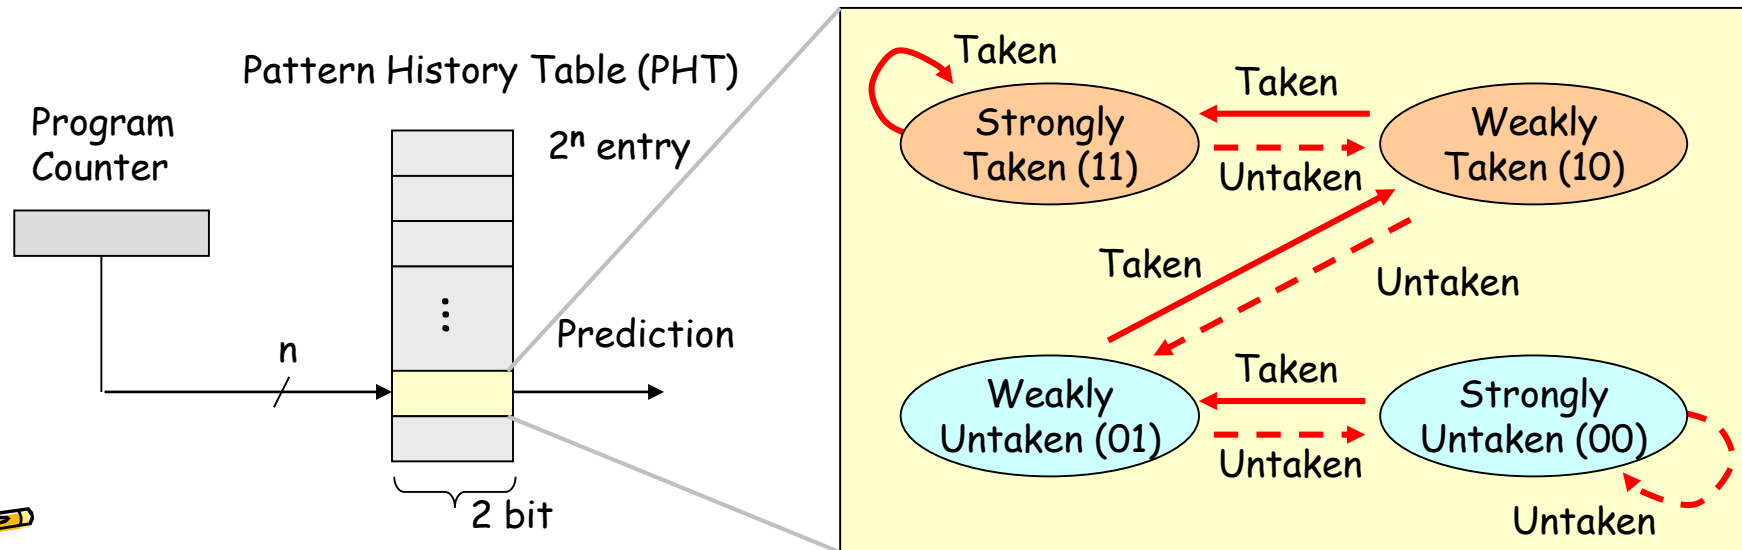 Pattern History Table (PHT)
Program
Counter
2ⁿ entry
...
n
Prediction
2 bit
Taken
Taken
Strongly
Taken (11)
Weakly
Taken (10)
Untaken
Taken
Untaken
Weakly
Untaken (01)
Taken
Strongly
Untaken (00)
Untaken
Untaken